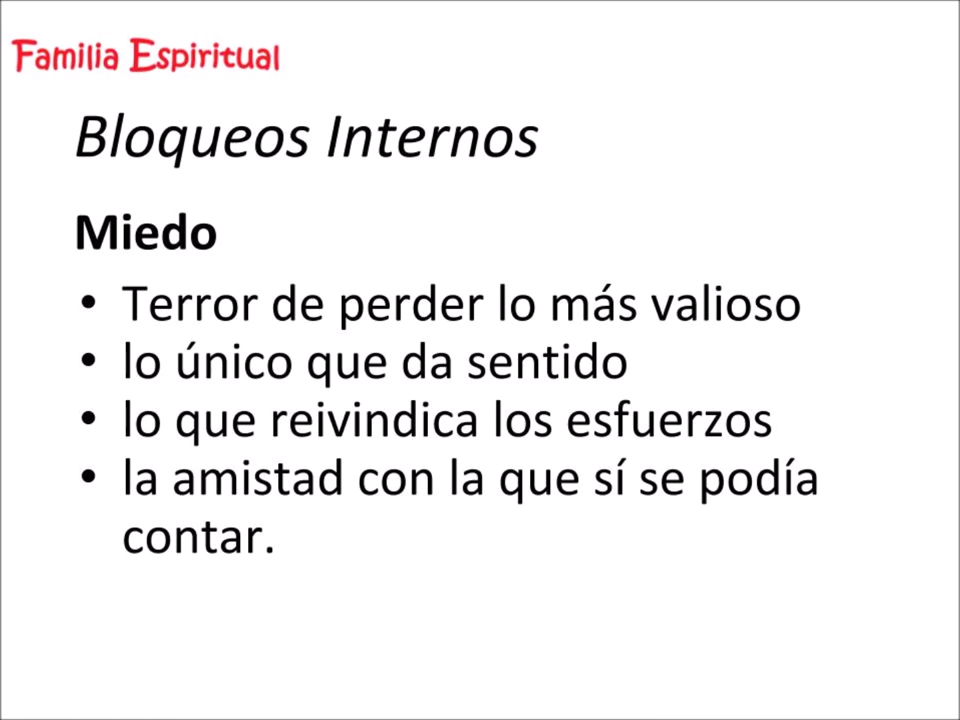 Familia Espiritual
Bloqueos Internos
Miedo
• Terror de perder lo más valioso
• lo único que da sentido
• lo que reivindica los esfuerzos
• la amistad con la que sí se podía
contar.